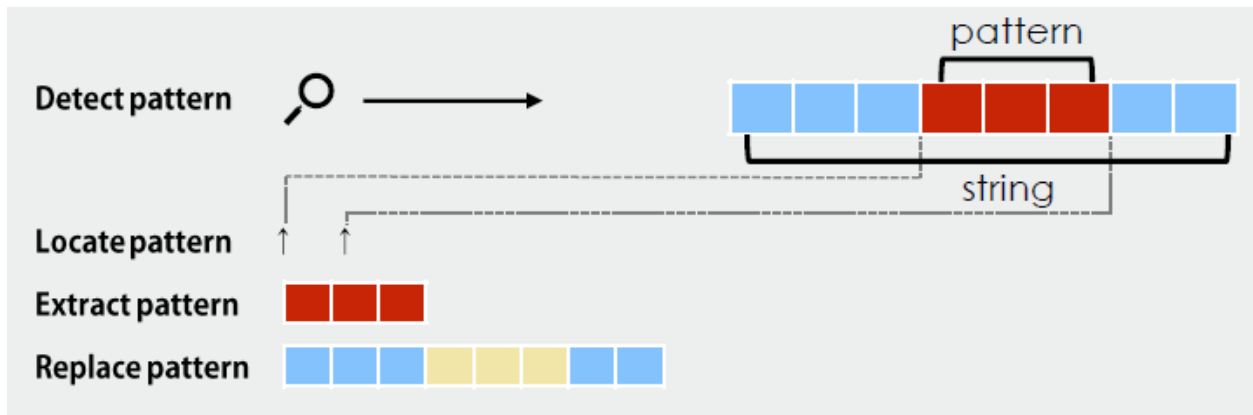 pattern
Detect pattern
string
Locate pattern
Extract pattern
Replace pattern